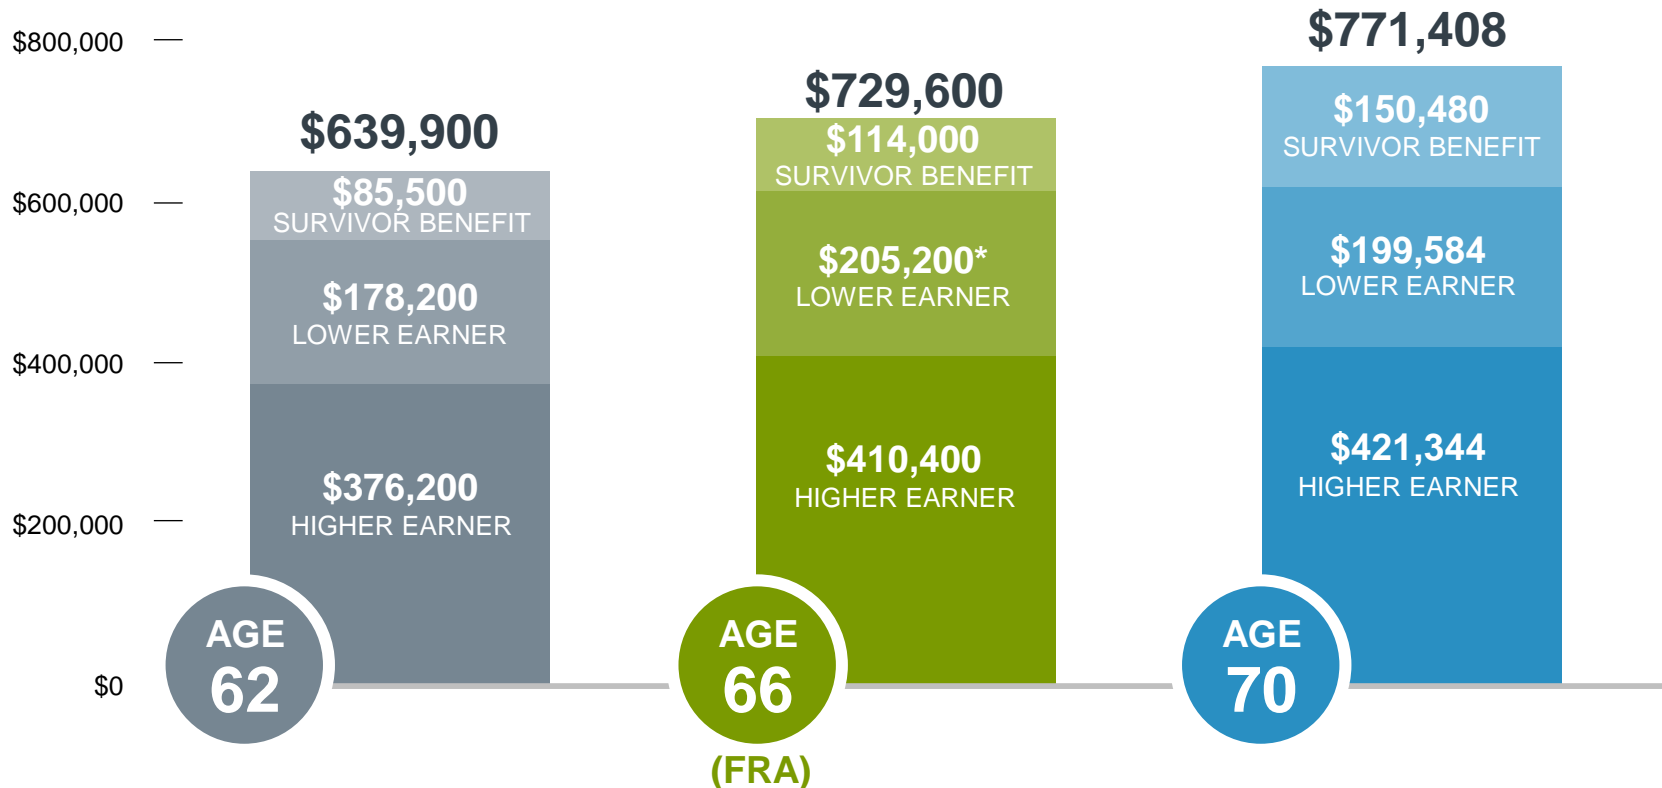 $800,000
$600,000
$400,000
$200,000
$0
$639,900
$85,500
SURVIVOR BENEFIT
$178,200
LOWER EARNER
$376,200
HIGHER EARNER
AGE
62
$729,600
$114,000
SURVIVOR BENEFIT
$205,200*
LOWER EARNER
$410,400
HIGHER EARNER
AGE
66
(FRA)
$771,408
$150,480
SURVIVOR BENEFIT
$199,584
LOWER EARNER
$421,344
HIGHER EARNER
AGE
70